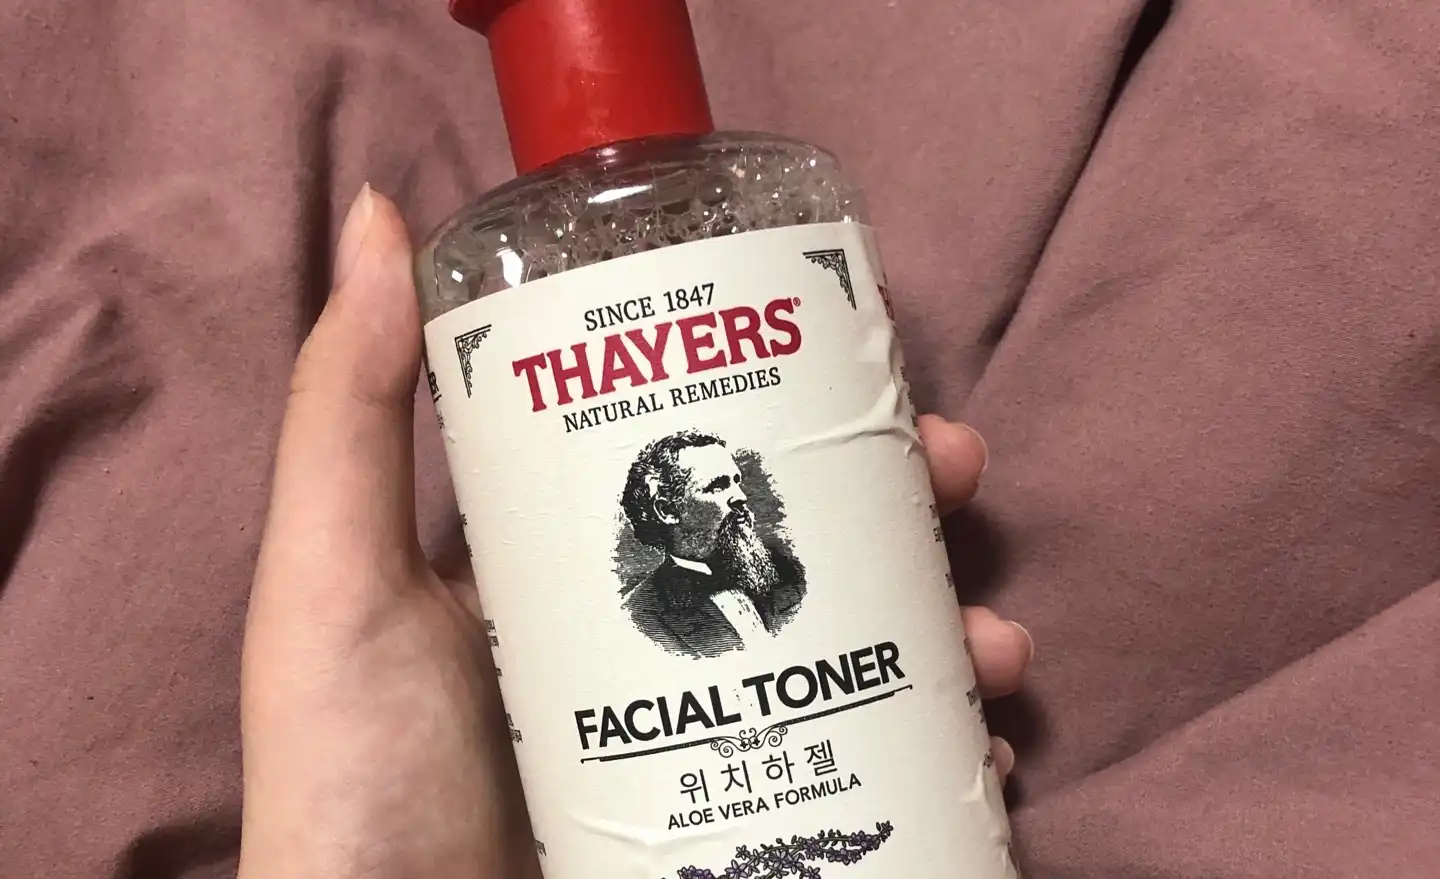 SINCE 1847
THAYERS®
NATURAL REMEDIES
FACIAL TONER
위치하젤
ALOE VERA FORMULA